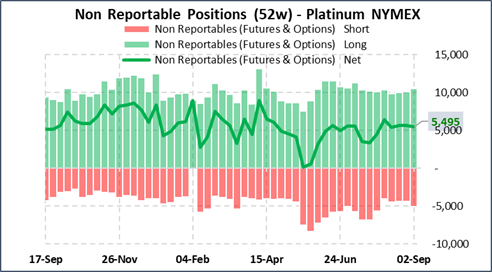 Non Reportable Positions (52w) - Platinum NYMEX
Non Reportables (Futures & Options) Short
Non Reportables (Futures & Options) Long
Non Reportables (Futures & Options) Net
15,000
10,000
5,495
5,000
-
-5,000
-10,000
17-Sep 26-Nov 04-Feb 15-Apr 24-Jun 02-Sep